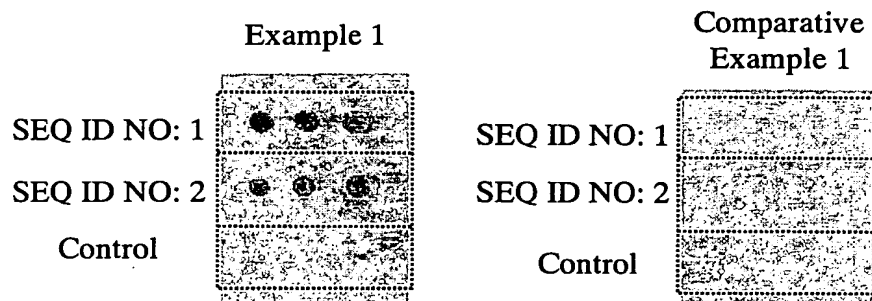 Example 1
SEQ ID NO: 1
SEQ ID NO: 2
Control
Comparative
Example 1
SEQ ID NO: 1
SEQ ID NO: 2
Control